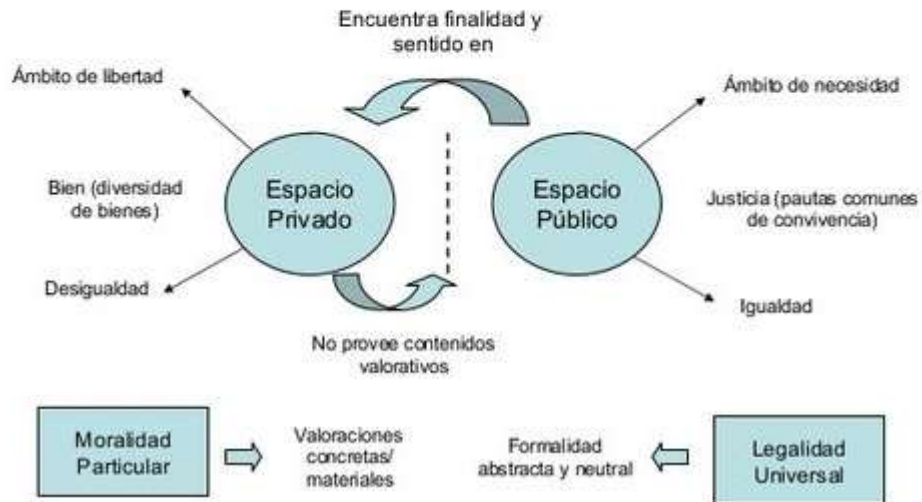 Encuentra finalidad y
sentido en
Ámbito de libertad
Ámbito de necesidad
Bien (diversidad
de bienes)
Espacio
Privado
Espacio
Público
Justicia (pautas comunes
de convivencia)
Desigualdad
Igualdad
No provee contenidos
valorativos
Moralidad
Particular
Valoraciones
concretas/
materiales
Formalidad
abstracta y neutral
Legalidad
Universal